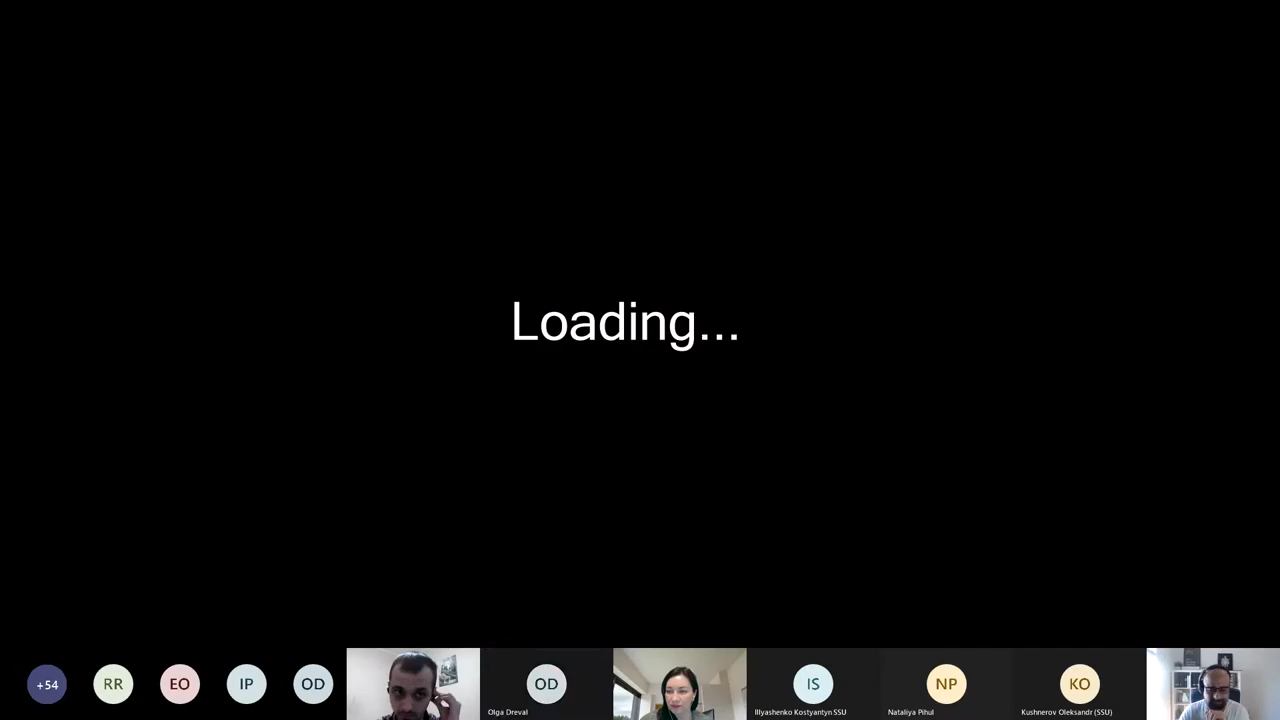 Loading...
+54
RR
EO
IP
OD
OD
Olga Dreval
IS
Illyashenko Kostyantyn SSU
NP
Nataliya Pihul
KO
Kushnerov Oleksandr (SSU)